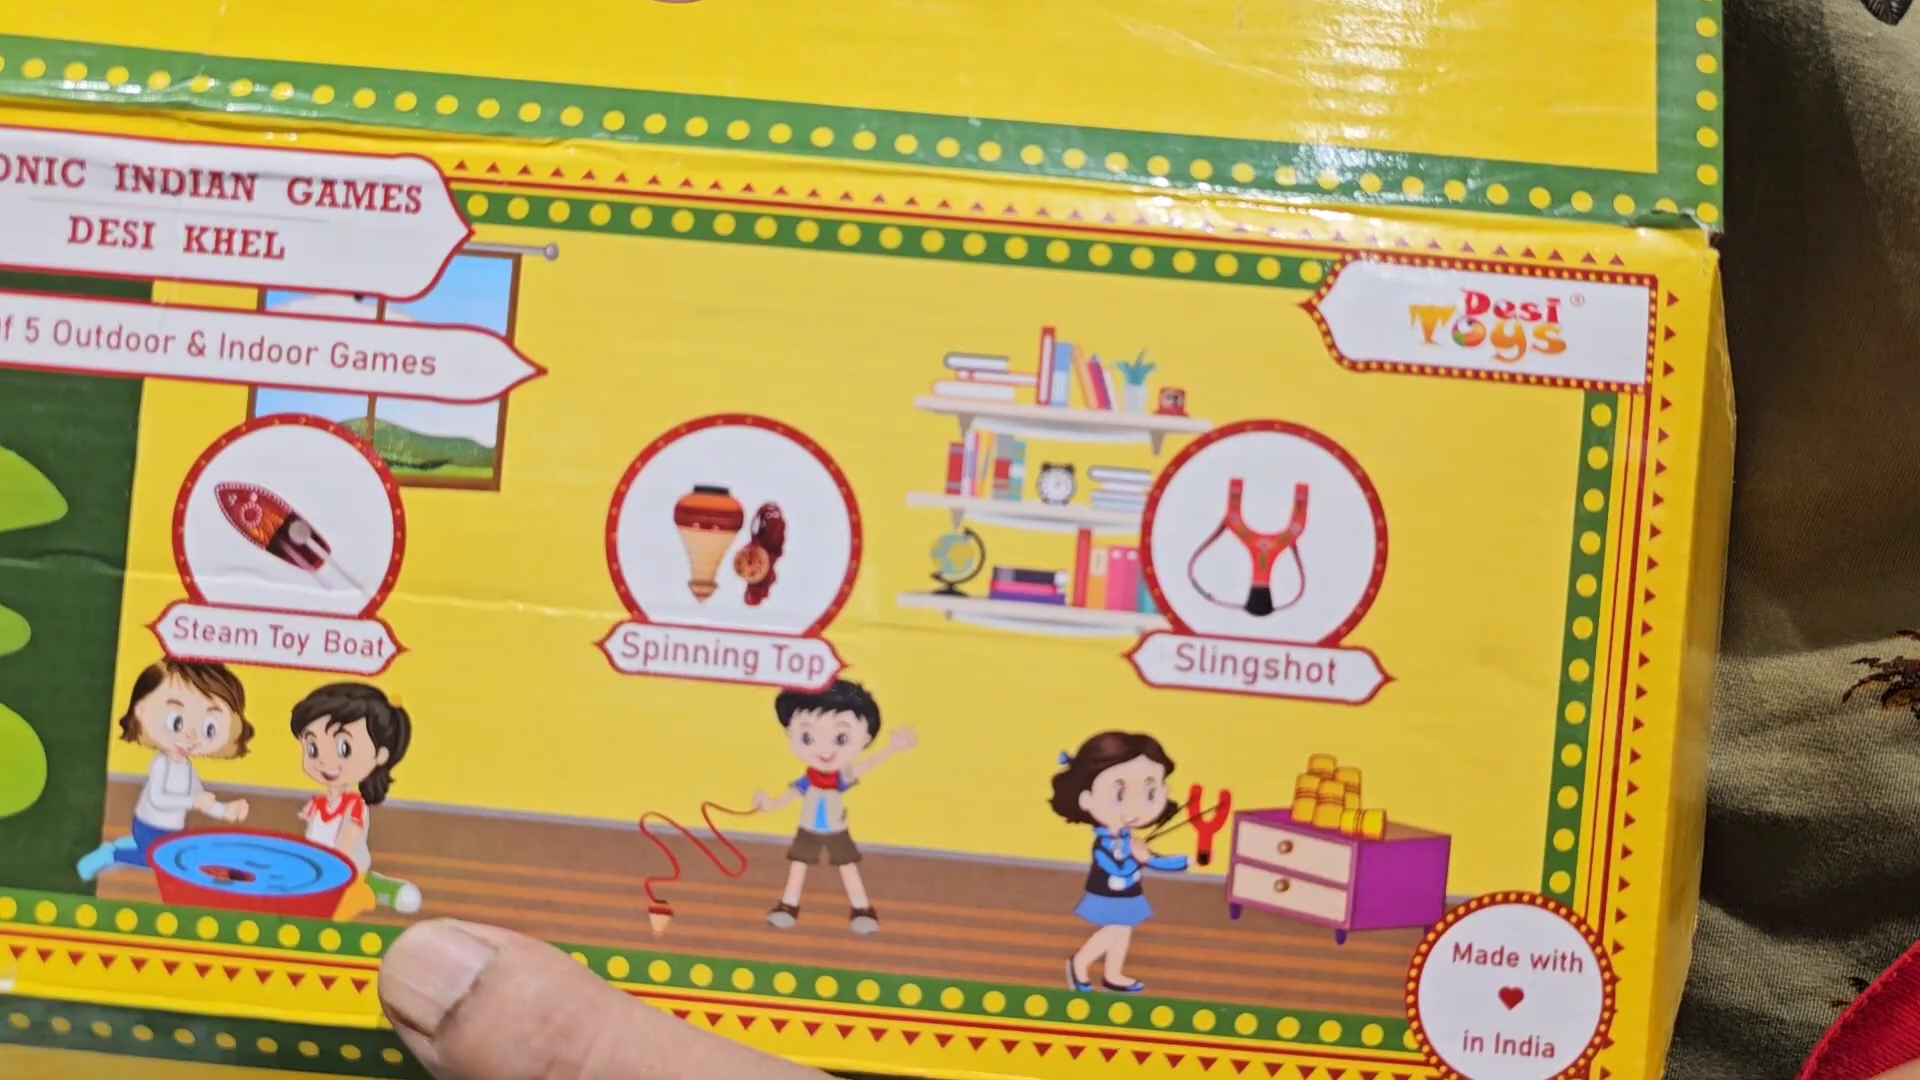 ONIC INDIAN GAMES
DESI KHEL
of 5 Outdoor & Indoor Games
Desi ®
Toys
Steam Toy Boat
Spinning Top
Slingshot
Made with
in India